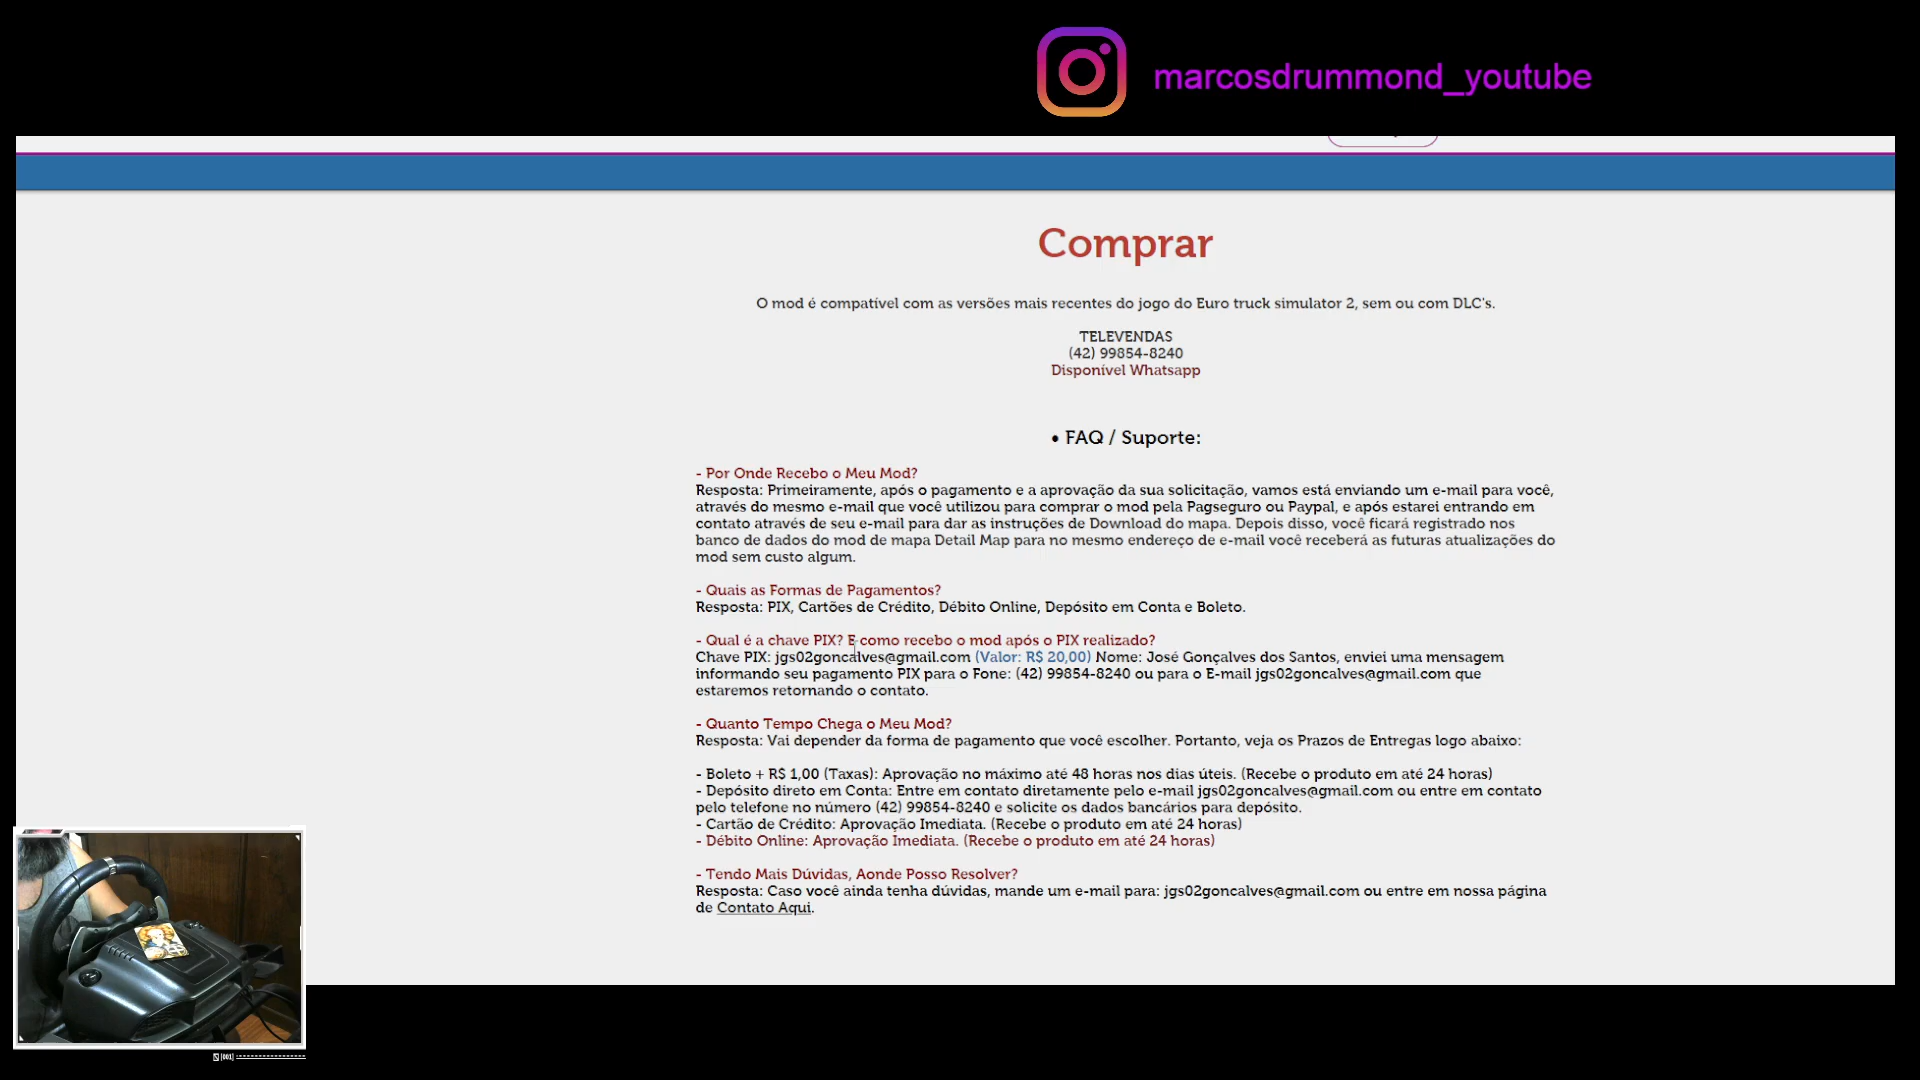 marcosdrummond_youtube
Comprar
O mod é compatível com as versões mais recentes do jogo do Euro truck simulator 2, sem ou com DLC's.
TELEVENDAS
(42) 99854-8240
Disponível Whatsapp
• FAQ / Suporte:
- Por Onde Recebo o Meu Mod?
Resposta: Primeiramente, após o pagamento e a aprovação da sua solicitação, vamos está enviando um e-mail para você,
através do mesmo e-mail que você utilizou para comprar o mod pela Pagseguro ou Paypal, e após estarei entrando em
contato através de seu e-mail para dar as instruções de Download do mapa. Depois disso, você ficará registrado nos
banco de dados do mod de mapa Detail Map para no mesmo endereço de e-mail você receberá as futuras atualizações do
mod sem custo algum.
- Quais as Formas de Pagamentos?
Resposta: PIX, Cartões de Crédito, Débito Online, Depósito em Conta e Boleto.
- Qual é a chave PIX? E como recebo o mod após o PIX realizado?
Chave PIX: jgs02goncalves@gmail.com (Valor: R$ 20,00) Nome: José Gonçalves dos Santos, enviei uma mensagem
informando seu pagamento PIX para o Fone: (42) 99854-8240 ou para o E-mail jgs02goncalves@gmail.com que
estaremos retornando o contato.
- Quanto Tempo Chega o Meu Mod?
Resposta: Vai depender da forma de pagamento que você escolher. Portanto, veja os Prazos de Entregas logo abaixo:
- Boleto + R$ 1,00 (Taxas): Aprovação no máximo até 48 horas nos dias úteis. (Recebe o produto em até 24 horas)
- Depósito direto em Conta: Entre em contato diretamente pelo e-mail jgs02goncalves@gmail.com ou entre em contato
pelo telefone no número (42) 99854-8240 e solicite os dados bancários para depósito.
- Cartão de Crédito: Aprovação Imediata. (Recebe o produto em até 24 horas)
- Débito Online: Aprovação Imediata. (Recebe o produto em até 24 horas)
- Tendo Mais Dúvidas, Aonde Posso Resolver?
Resposta: Caso você ainda tenha dúvidas, mande um e-mail para: jgs02goncalves@gmail.com ou entre em nossa página
de Contato Aqui.